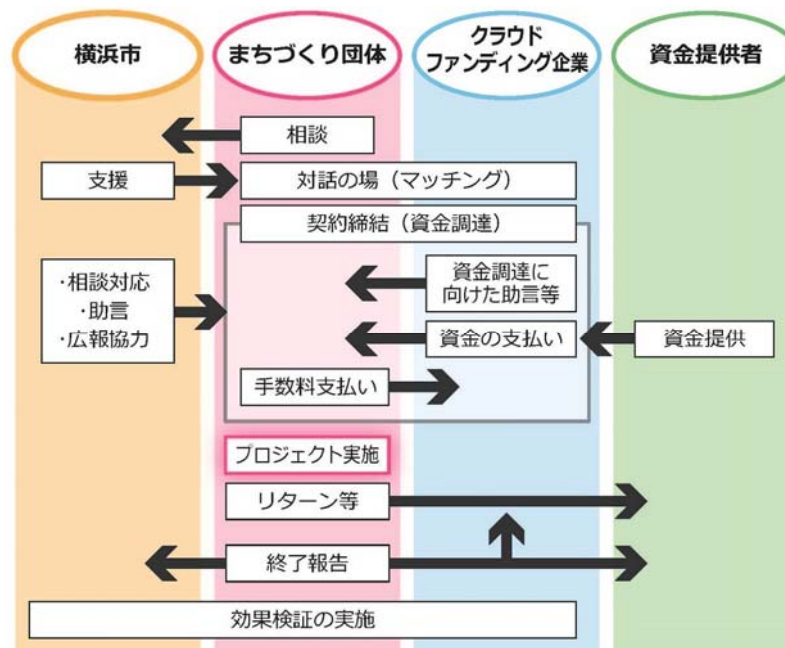 横浜市
まちづくり団体
クラウド
ファンディング企業
資金提供者
相談
支援
対話の場（マッチング）
契約締結（資金調達）
・相談対応
・助言
・広報協力
資金調達に
向けた助言等
資金の支払い
資金提供
手数料支払い
プロジェクト実施
リターン等
終了報告
効果検証の実施